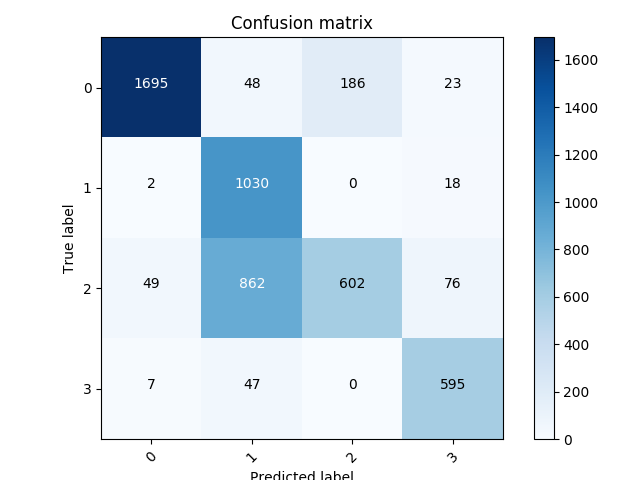 Confusion matrix
0 1695 48 186 23
1 2 1030 0 18
2 49 862 602 76
3 7 47 0 595
0 1 2 3
True label
Predicted label
1600
1400
1200
1000
800
600
400
200
0